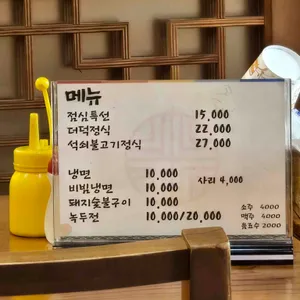 메뉴
점심특선 15,000
더덕정식 22,000
석쇠불고기정식 27,000
냉면 10,000
비빔냉면 10,000 사리 4,000
돼지숯불구이 10,000
녹두전 10,000/20,000
소주 4000
맥주 4000
음료수 2000